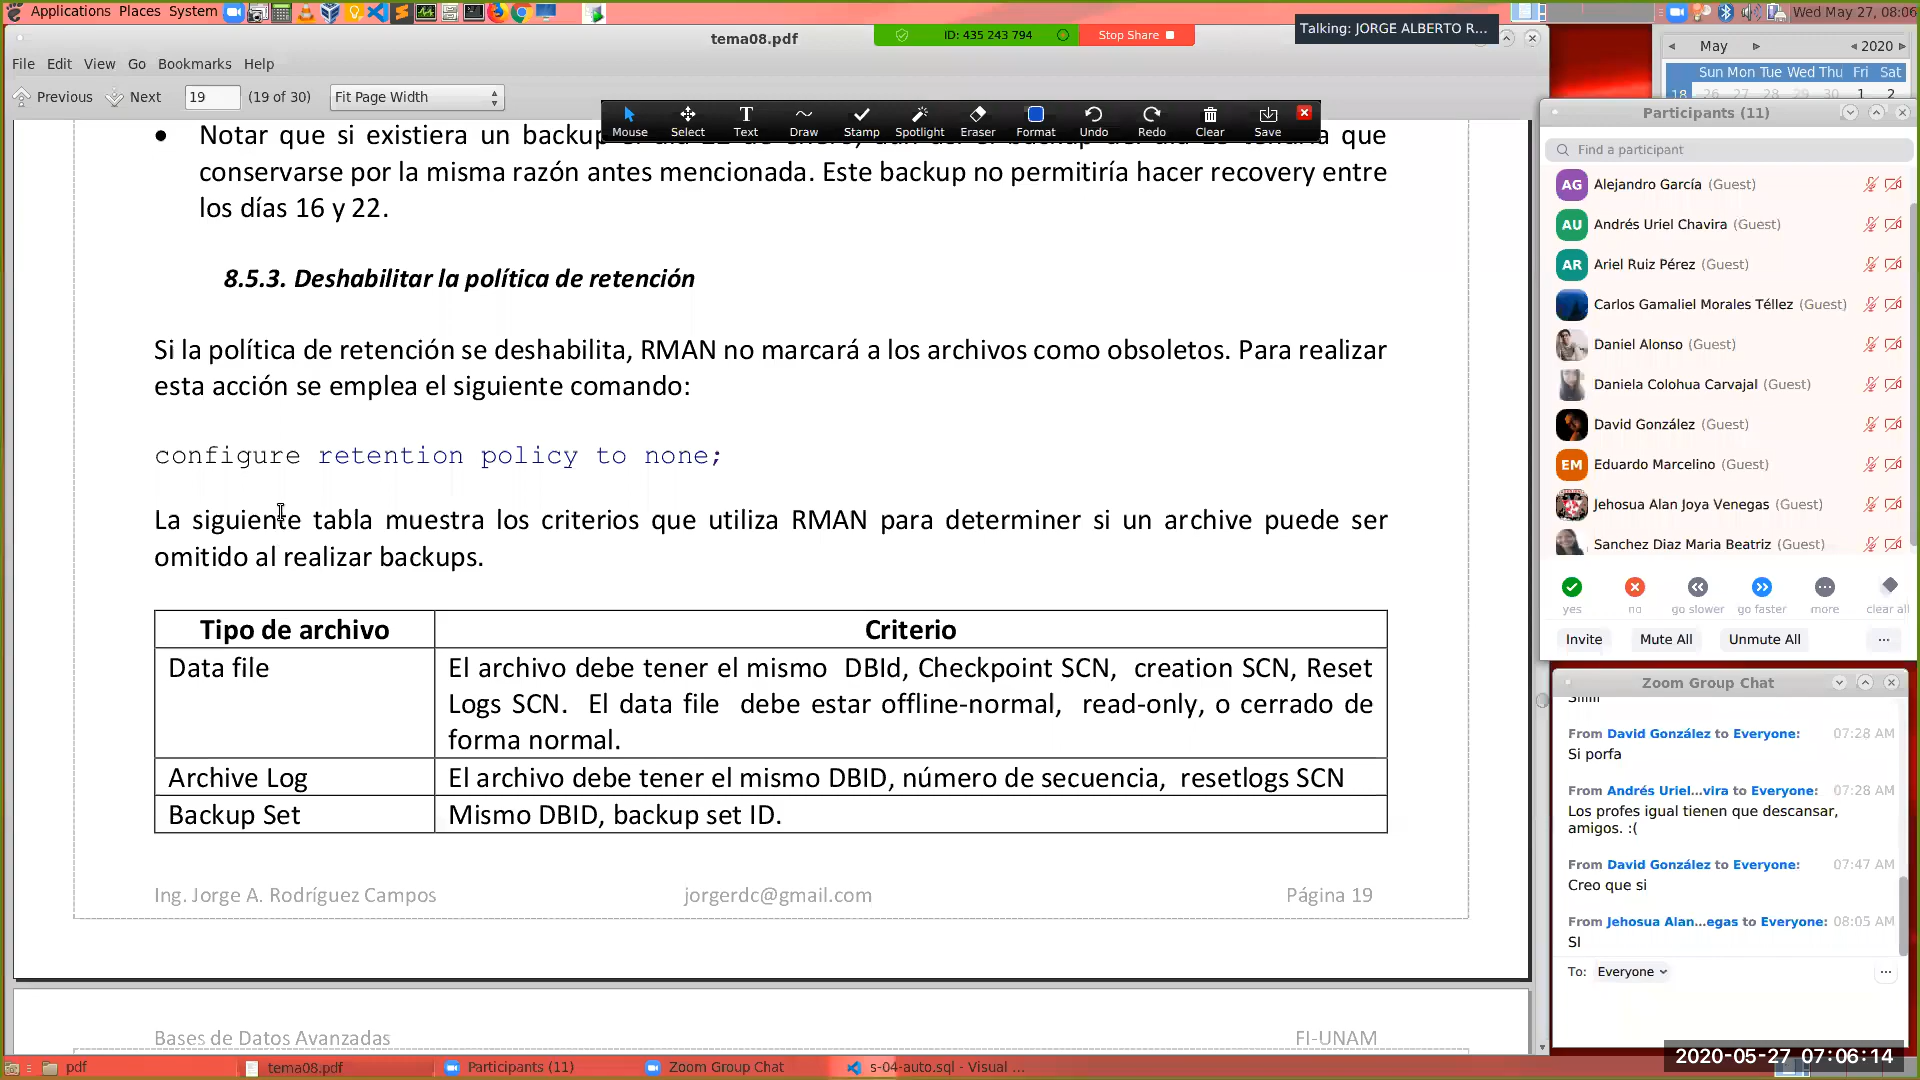 Applications Places System
Wed May 27, 08:06
tema08.pdf
ID: 435 243 794
Stop Share
Talking: JORGE ALBERTO R...
File Edit View Go Bookmarks Help
Previous Next 19 (19 of 30) Fit Page Width
Mouse Select Text Draw Stamp Spotlight Eraser Format Undo Redo Clear Save
Notar que si existiera un backup que
conservarse por la misma razón antes mencionada. Este backup no permitiría hacer recovery entre
los días 16 y 22.
8.5.3. Deshabilitar la política de retención
Si la política de retención se deshabilita, RMAN no marcará a los archivos como obsoletos. Para realizar
esta acción se emplea el siguiente comando:
configure retention policy to none;
La siguiente tabla muestra los criterios que utiliza RMAN para determiner si un archive puede ser
omitido al realizar backups.
Tipo de archivo Criterio
Data file El archivo debe tener el mismo DBId, Checkpoint SCN, creation SCN, Reset
Logs SCN. El data file debe estar offline-normal, read-only, o cerrado de
forma normal.
Archive Log El archivo debe tener el mismo DBID, número de secuencia, resetlogs SCN
Backup Set Mismo DBID, backup set ID.
Ing. Jorge A. Rodríguez Campos jorgerdc@gmail.com Página 19
Bases de Datos Avanzadas FI-UNAM
May 2020
Sun Mon Tue Wed Thu Fri Sat
18 26 27 28 29 30 1 2
Participants (11)
Find a participant
AG Alejandro García (Guest)
AU Andrés Uriel Chavira (Guest)
AR Ariel Ruiz Pérez (Guest)
Carlos Gamaliel Morales Téllez (Guest)
Daniel Alonso (Guest)
Daniela Colohua Carvajal (Guest)
David González (Guest)
EM Eduardo Marcelino (Guest)
Jehosua Alan Joya Venegas (Guest)
Sanchez Diaz Maria Beatriz (Guest)
yes no go slower go faster more clear all
Invite Mute All Unmute All ...
Zoom Group Chat
From David González to Everyone: 07:28 AM
Si porfa
From Andrés Uriel...vira to Everyone: 07:28 AM
Los profes igual tienen que descansar,
amigos. :(
From David González to Everyone: 07:47 AM
Creo que si
From Jehosua Alan...egas to Everyone: 08:05 AM
SI
To: Everyone
pdf tema08.pdf Participants (11) Zoom Group Chat s-04-auto.sql - Visual ...
2020-05-27 07:06:14